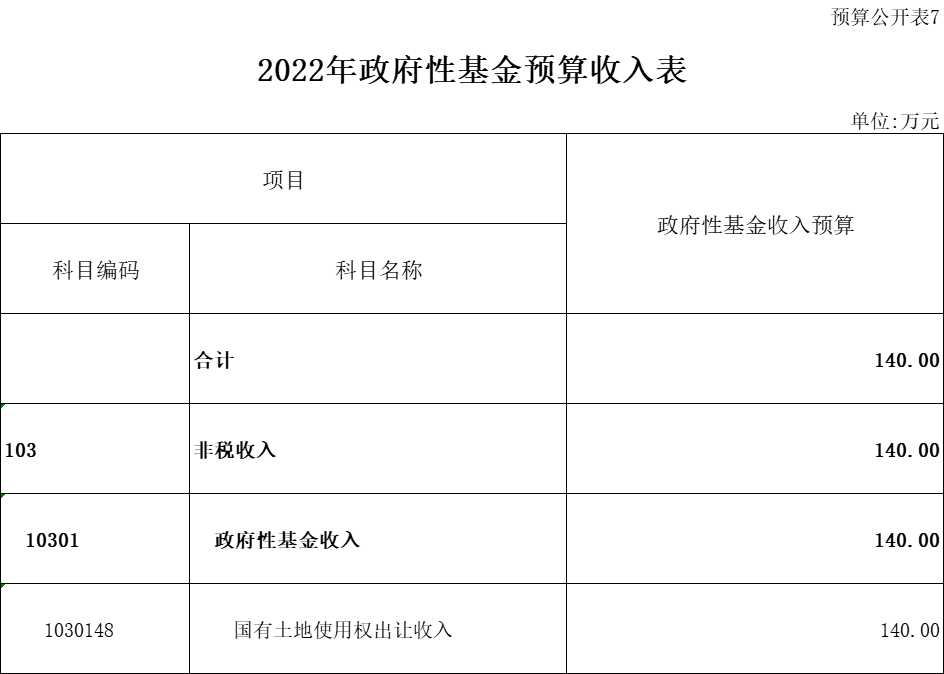 预算公开表7
2022年政府性基金预算收入表
单位:万元
项目
政府性基金收入预算
科目编码
科目名称
合计
140.00
103
非税收入
140.00
10301
政府性基金收入
140.00
1030148
国有土地使用权出让收入
140.00